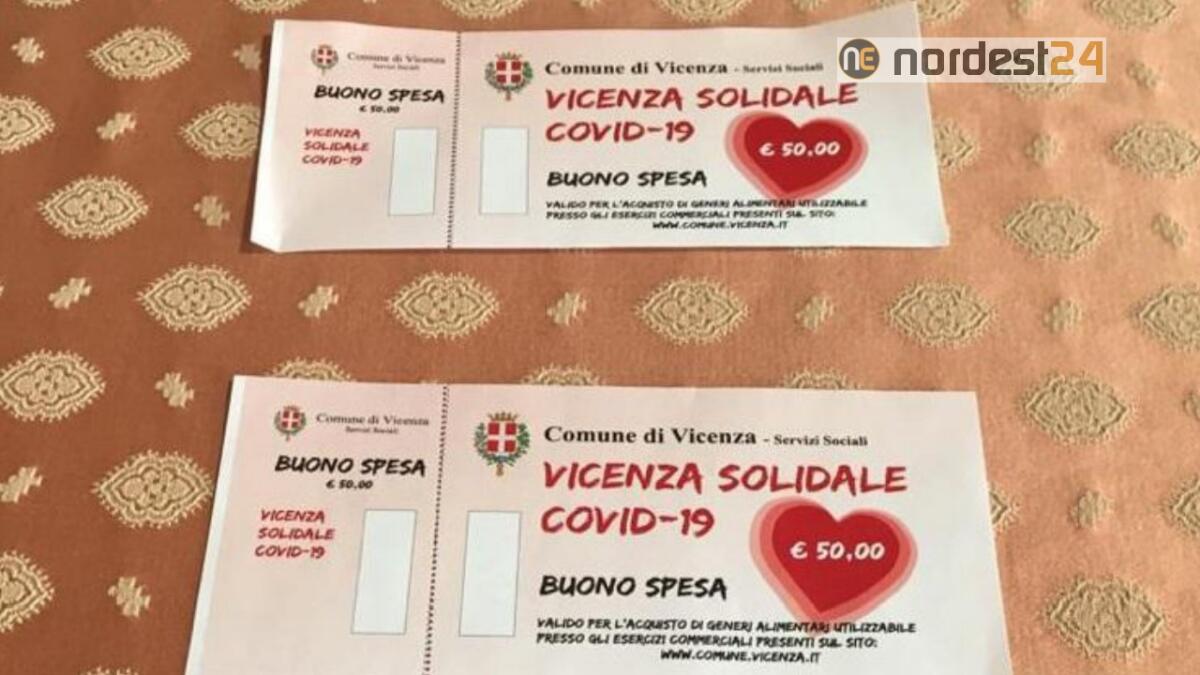 nordest24
Comune di Vicenza
Servizi Sociali
BUONO SPESA
€ 50,00
VICENZA
SOLIDALE
COVID-19
Comune di Vicenza - Servizi Sociali
VICENZA SOLIDALE
COVID-19
€ 50,00
BUONO SPESA
VALIDO PER L'ACQUISTO DI GENERI ALIMENTARI UTILIZZABILE
PRESSO GLI ESERCIZI COMMERCIALI PRESENTI SUL SITO:
WWW.COMUNE.VICENZA.IT
Comune di Vicenza
Servizi Sociali
BUONO SPESA
€ 50,00
VICENZA
SOLIDALE
COVID-19
Comune di Vicenza - Servizi Sociali
VICENZA SOLIDALE
COVID-19
€ 50,00
BUONO SPESA
VALIDO PER L'ACQUISTO DI GENERI ALIMENTARI UTILIZZABILE
PRESSO GLI ESERCIZI COMMERCIALI PRESENTI SUL SITO:
WWW.COMUNE.VICENZA.IT